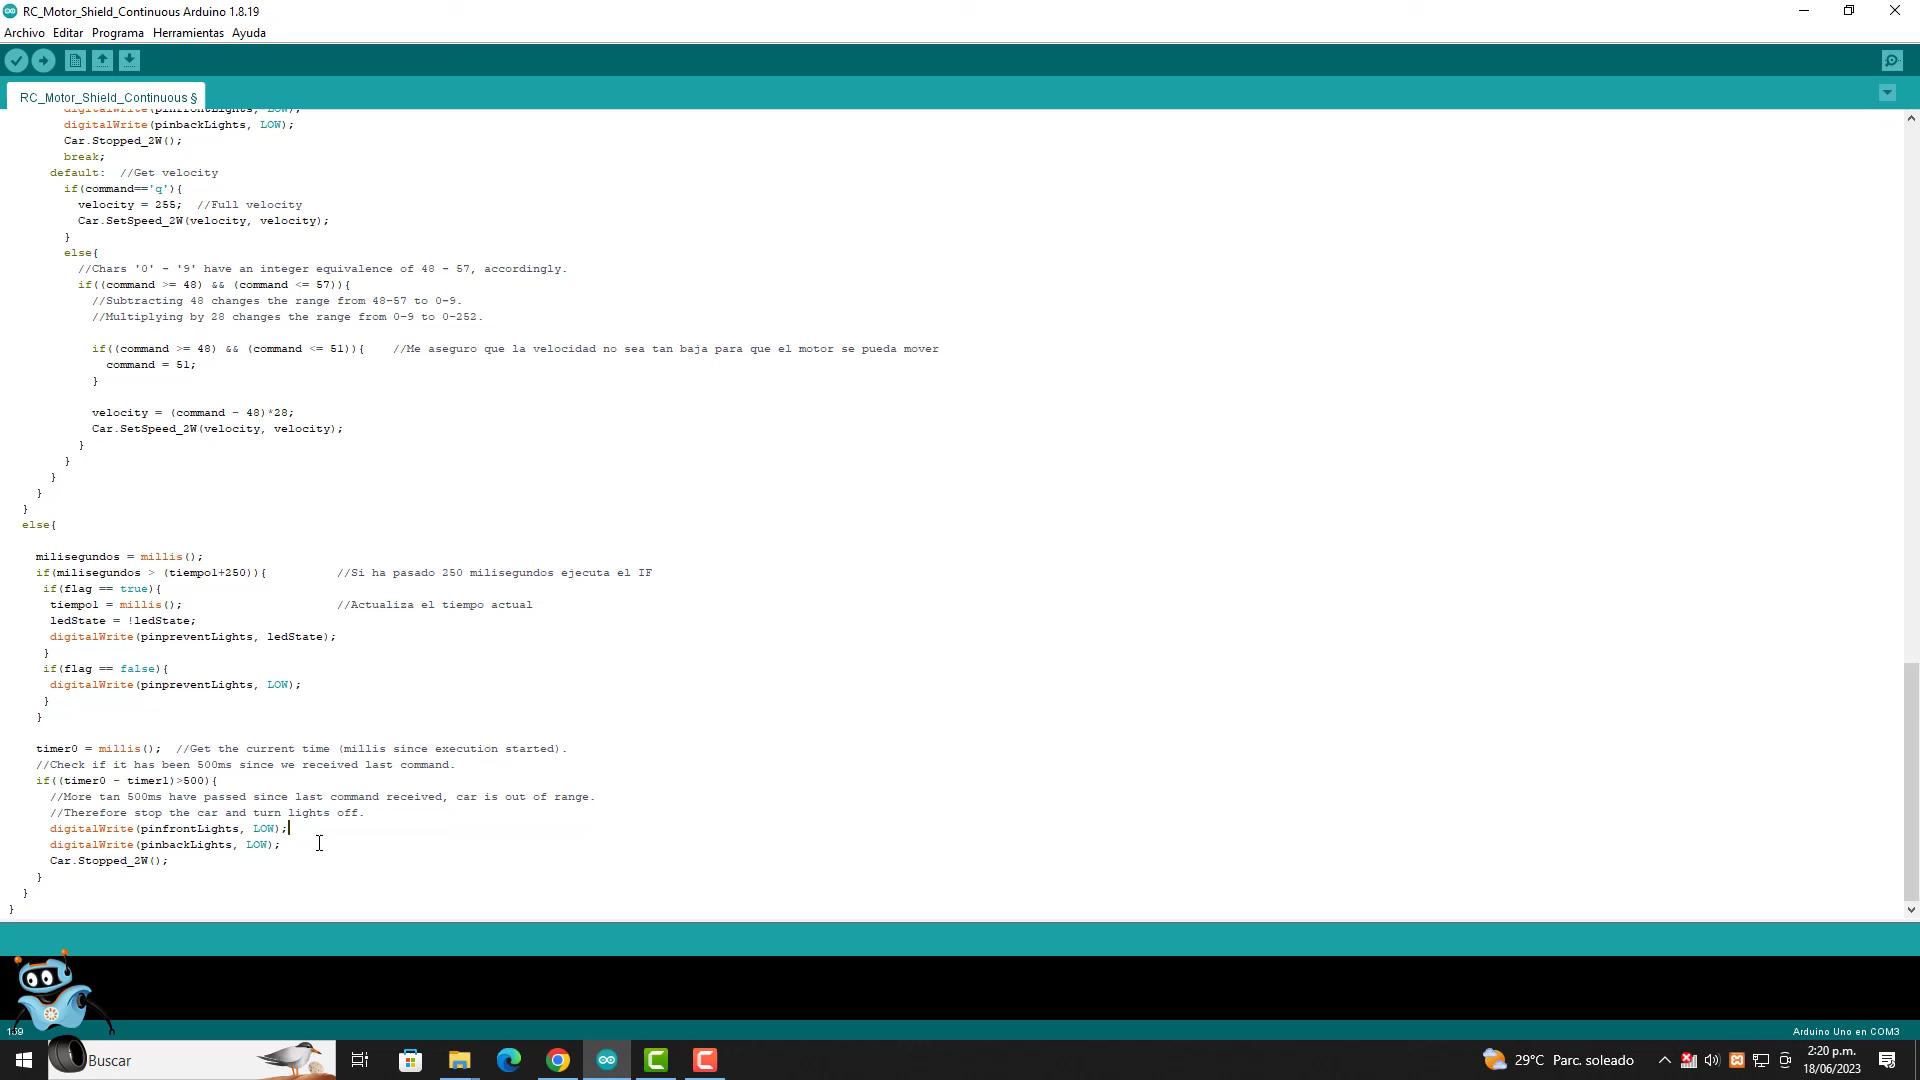 RC_Motor_Shield_Continuous Arduino 1.8.19
Archivo Editar Programa Herramientas Ayuda
RC_Motor_Shield_Continuous §
digitalWrite(pinfrontLights, LOW);
digitalWrite(pinbackLights, LOW);
Car.Stopped_2W();
break;
default:  //Get velocity
if(command=='q'){
velocity = 255;  //Full velocity
Car.SetSpeed_2W(velocity, velocity);
}
else{
//Chars '0' - '9' have an integer equivalence of 48 - 57, accordingly.
if((command >= 48) && (command <= 57)){
//Subtracting 48 changes the range from 48-57 to 0-9.
//Multiplying by 28 changes the range from 0-9 to 0-252.
if((command >= 48) && (command <= 51)){    //Me aseguro que la velocidad no sea tan baja para que el motor se pueda mover
command = 51;
}
velocity = (command - 48)*28;
Car.SetSpeed_2W(velocity, velocity);
}
}
}
}
}
else{
milisegundos = millis();
if(milisegundos > (tiempo1+250)){          //Si ha pasado 250 milisegundos ejecuta el IF
if(flag == true){
tiempo1 = millis();                      //Actualiza el tiempo actual
ledState = !ledState;
digitalWrite(pinpreventLights, ledState);
}
if(flag == false){
digitalWrite(pinpreventLights, LOW);
}
}
timer0 = millis();  //Get the current time (millis since execution started).
//Check if it has been 500ms since we received last command.
if((timer0 - timer1)>500){
//More tan 500ms have passed since last command received, car is out of range.
//Therefore stop the car and turn lights off.
digitalWrite(pinfrontLights, LOW);
digitalWrite(pinbackLights, LOW);
Car.Stopped_2W();
}
}
}
159
Arduino Uno en COM3
Buscar
29°C Parc. soleado
2:20 p.m.
18/06/2023